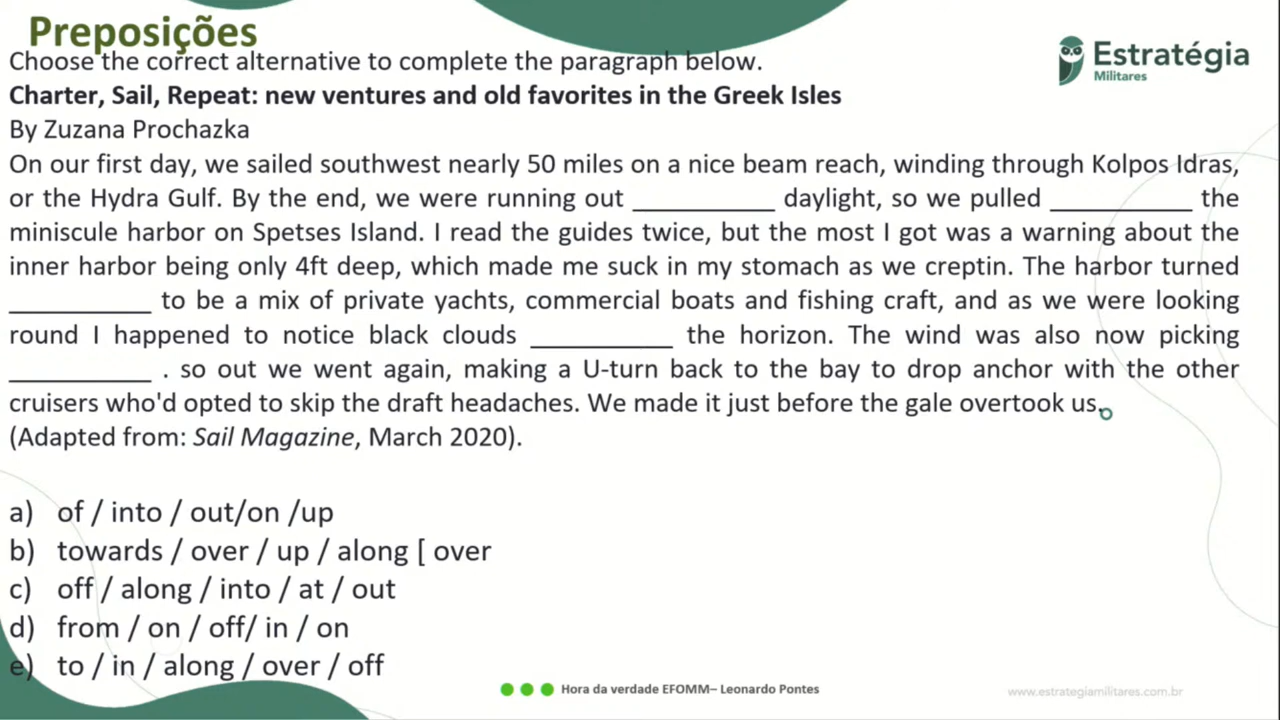 Preposições
Estratégia
Militares
Choose the correct alternative to complete the paragraph below.
Charter, Sail, Repeat: new ventures and old favorites in the Greek Isles
By Zuzana Prochazka
On our first day, we sailed southwest nearly 50 miles on a nice beam reach, winding through Kolpos Idras,
or the Hydra Gulf. By the end, we were running out __________ daylight, so we pulled __________ the
miniscule harbor on Spetses Island. I read the guides twice, but the most I got was a warning about the
inner harbor being only 4ft deep, which made me suck in my stomach as we creptin. The harbor turned
__________ to be a mix of private yachts, commercial boats and fishing craft, and as we were looking
round I happened to notice black clouds __________ the horizon. The wind was also now picking
__________ . so out we went again, making a U-turn back to the bay to drop anchor with the other
cruisers who'd opted to skip the draft headaches. We made it just before the gale overtook us.
(Adapted from: Sail Magazine, March 2020).
a) of / into / out/on /up
b) towards / over / up / along [ over
c) off / along / into / at / out
d) from / on / off/ in / on
e) to / in / along / over / off
Hora da verdade EFOMM– Leonardo Pontes
www.estrategiamilitares.com.br